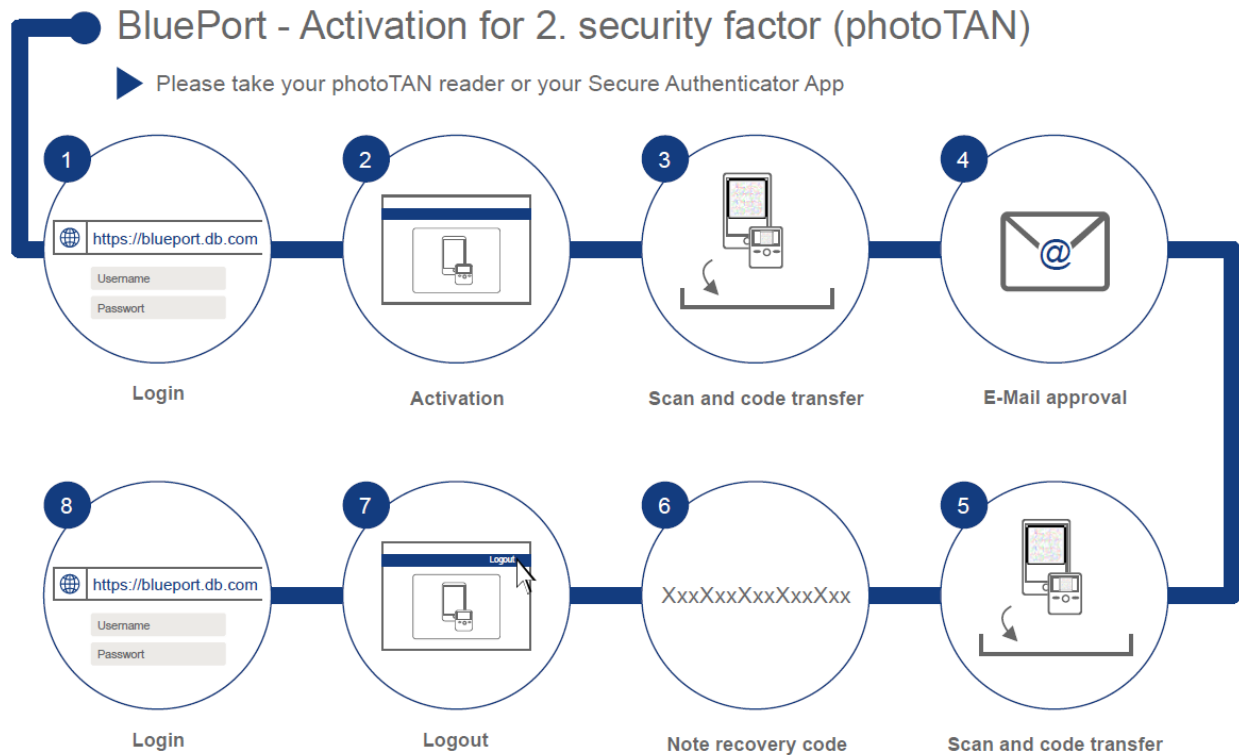 BluePort - Activation for 2. security factor (photoTAN)
Please take your photoTAN reader or your Secure Authenticator App
1
https://blueport.db.com
Username
Passwort
Login
2
Activation
3
Scan and code transfer
4
@
E-Mail approval
5
Scan and code transfer
6
XxxXxxXxxXxxXxx
Note recovery code
7
Logout
Logout
8
https://blueport.db.com
Username
Passwort
Login